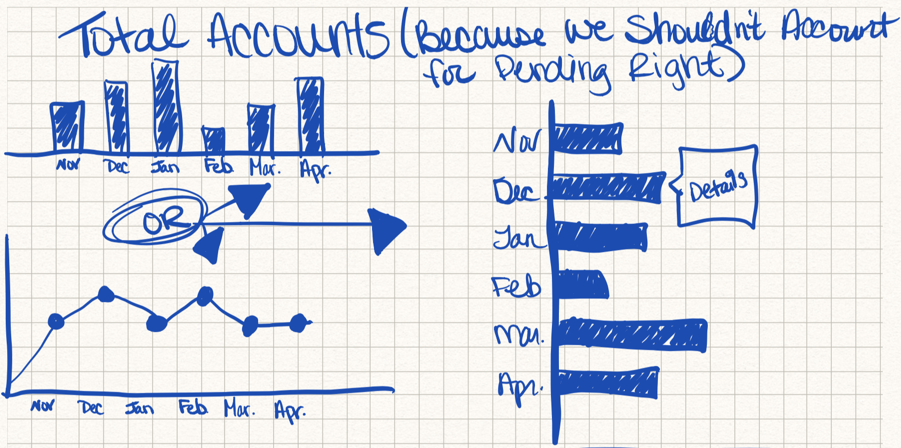 Total Accounts (Because we Shouldn't Account
for Pending Right)
Nov Dec Jan Feb Mar. Apr.
OR
Nov Dec Jan Feb Mar. Apr.
Nov
Dec
Details
Jan
Feb
Mar.
Apr.